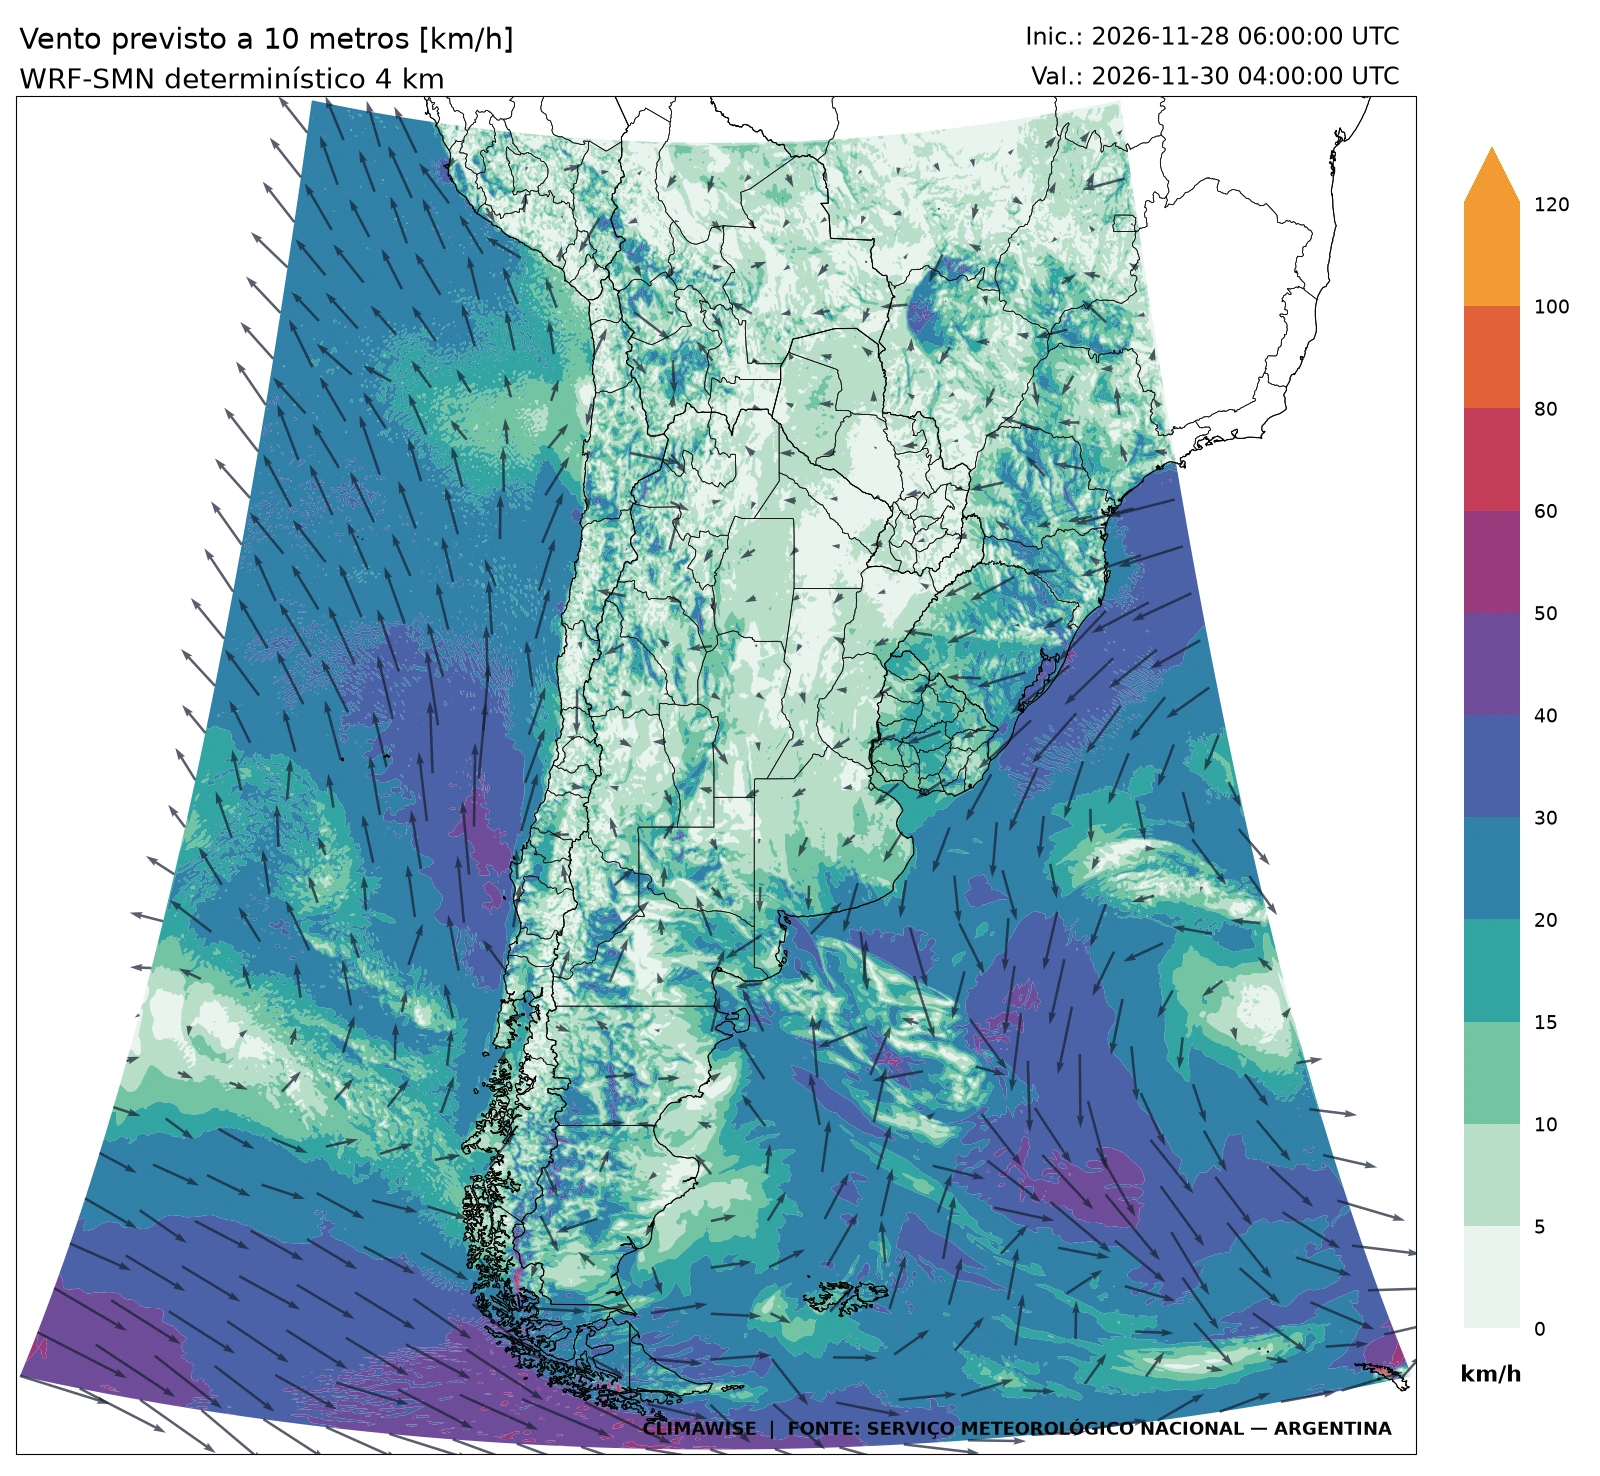 Vento previsto a 10 metros [km/h]
WRF-SMN determinístico 4 km
Inic.: 2026-11-28 06:00:00 UTC
Val.: 2026-11-30 04:00:00 UTC
120
100
80
60
50
40
30
20
15
10
5
0
km/h
CLIMAWISE | FONTE: SERVIÇO METEOROLÓGICO NACIONAL — ARGENTINA